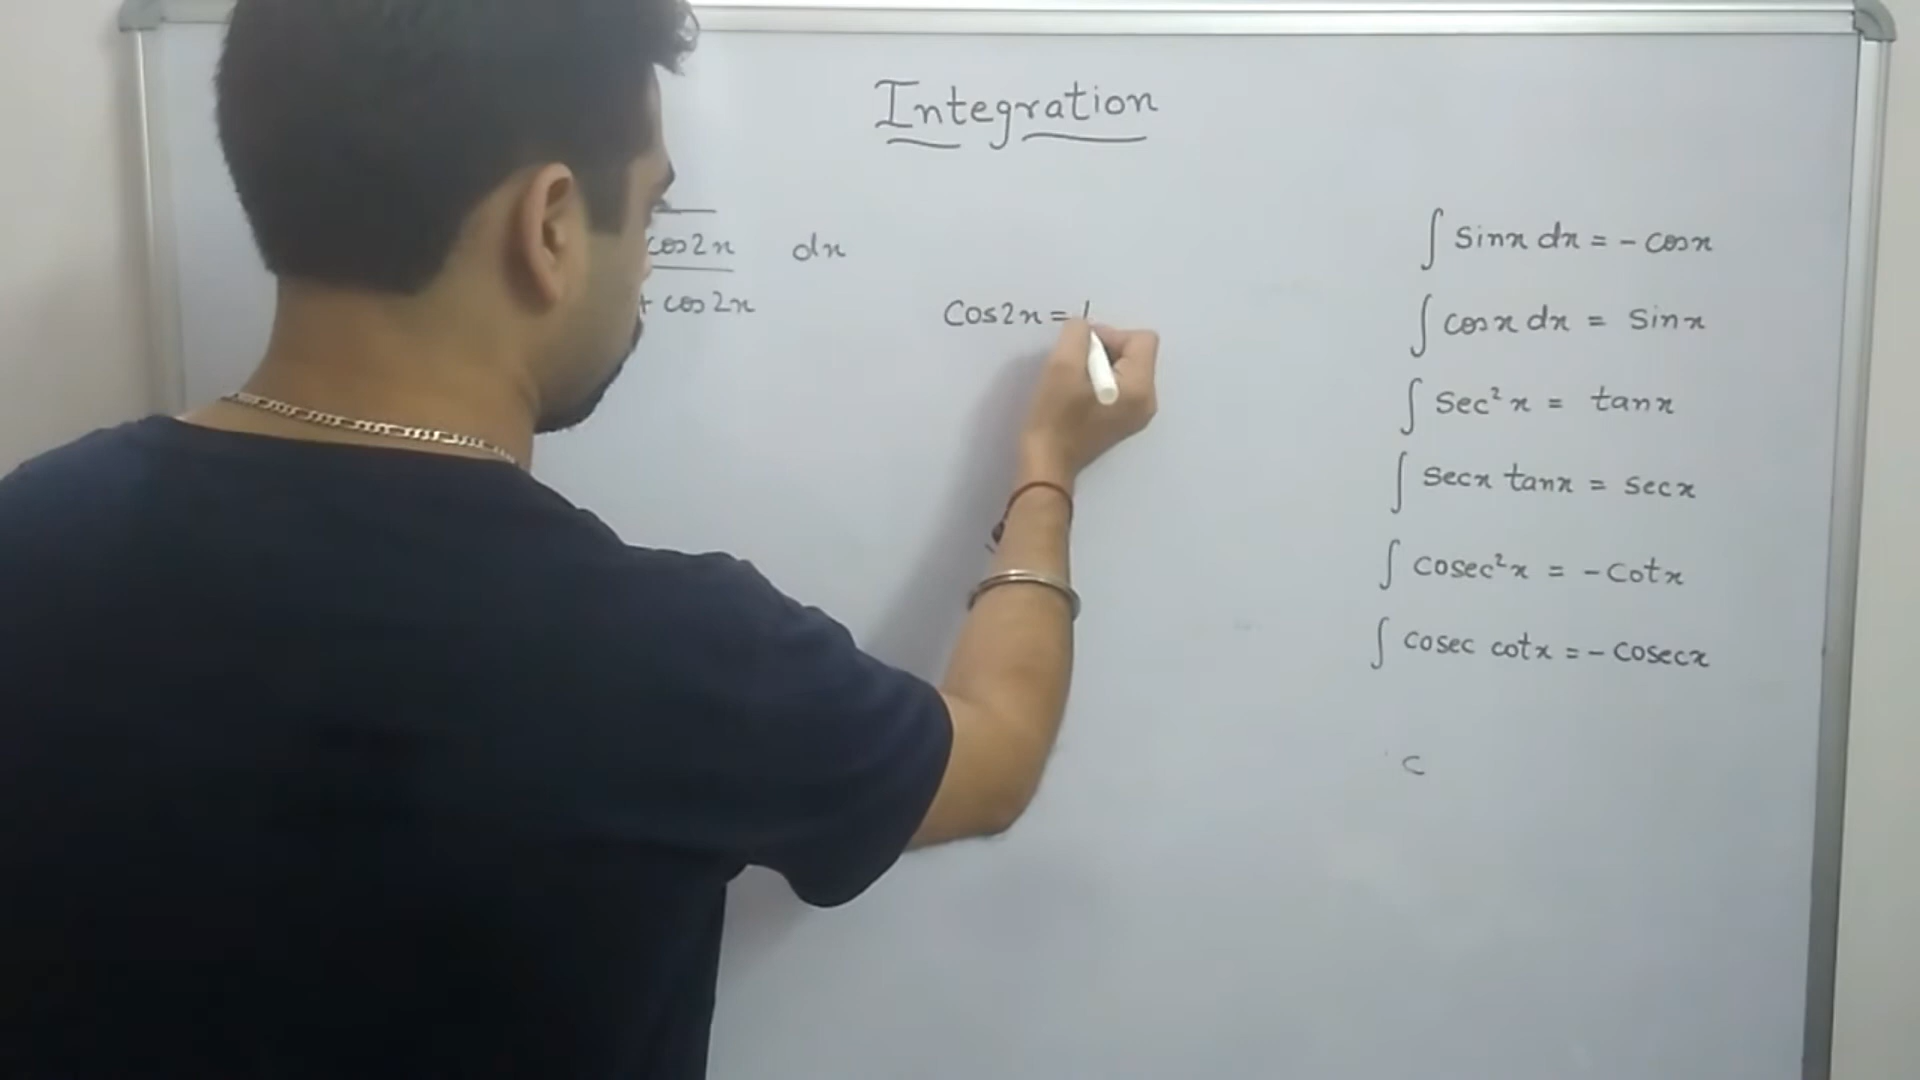 Integration
cos2x dx
+ cos2x
Cos2x = 1
∫ sinx dx = - cosx
∫ cosx dx = sinx
∫ sec² x = tanx
∫ secx tanx = secx
∫ cosec²x = -cotx
∫ cosec cotx = - cosecx
C